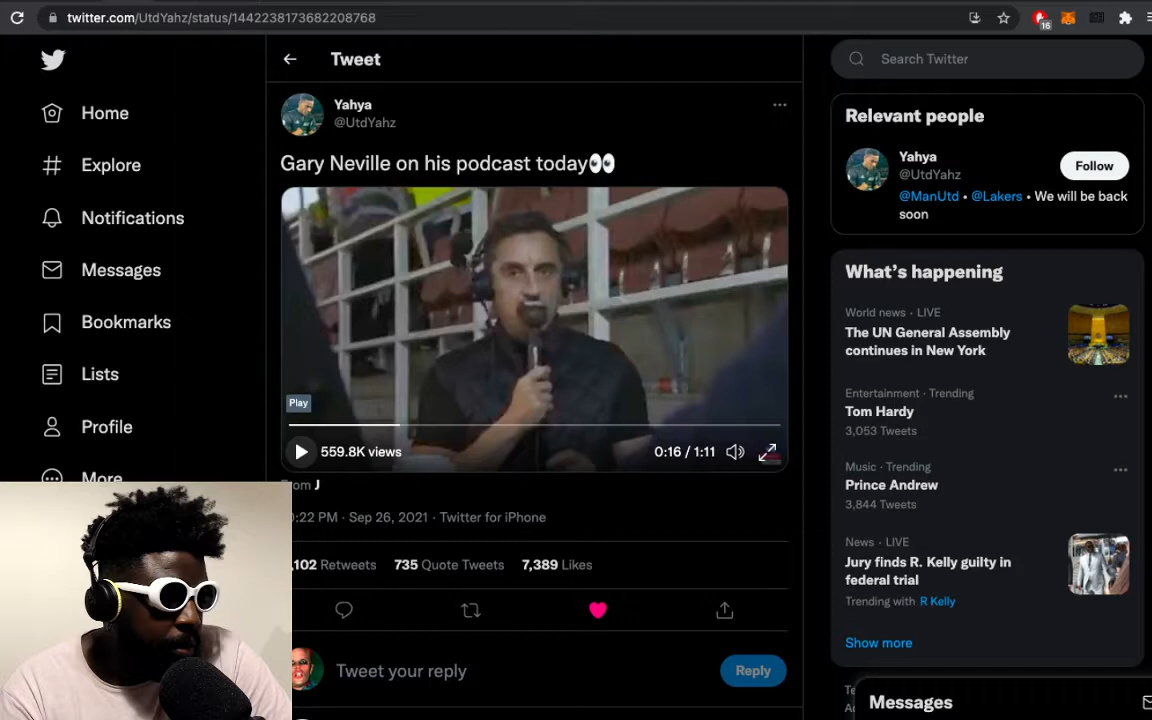 twitter.com/UtdYahz/status/1442238173682208768
16
Home
Explore
Notifications
Messages
Bookmarks
Lists
Profile
More
Tweet
Yahya
@UtdYahz
Gary Neville on his podcast today👀
Play
559.8K views
0:16 / 1:11
From J
:22 PM · Sep 26, 2021 · Twitter for iPhone
,102 Retweets 735 Quote Tweets 7,389 Likes
Tweet your reply
Reply
Search Twitter
Relevant people
Yahya
@UtdYahz
Follow
@ManUtd • @Lakers • We will be back
soon
What's happening
World news · LIVE
The UN General Assembly
continues in New York
Entertainment · Trending
Tom Hardy
3,053 Tweets
Music · Trending
Prince Andrew
3,844 Tweets
News · LIVE
Jury finds R. Kelly guilty in
federal trial
Trending with R Kelly
Show more
Messages